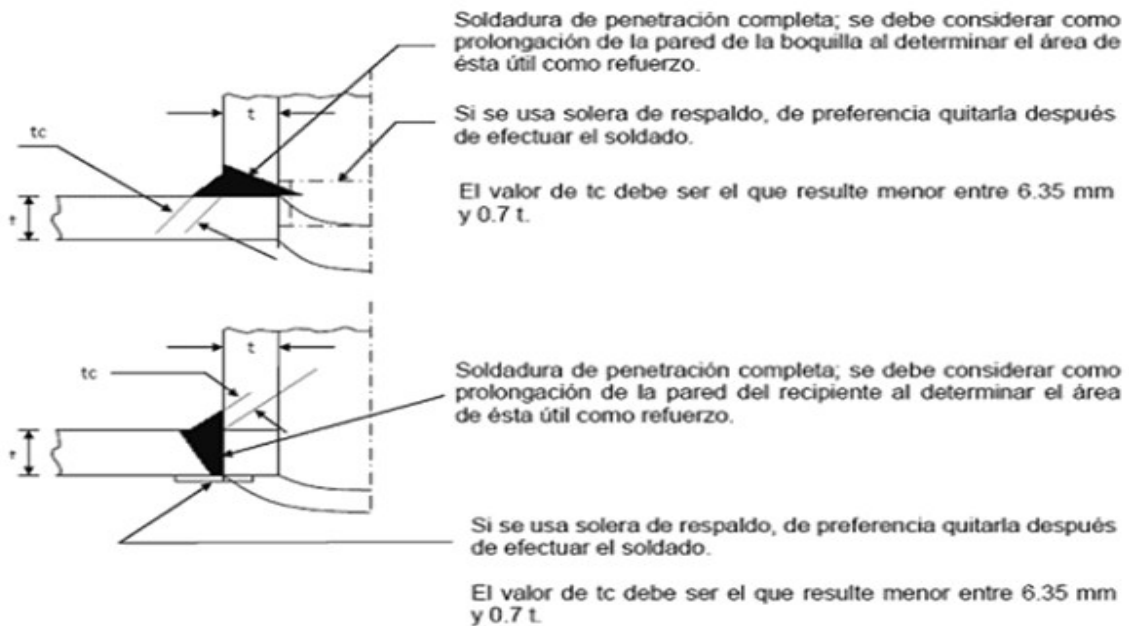 Soldadura de penetración completa; se debe considerar como
prolongación de la pared de la boquilla al determinar el área de
ésta útil como refuerzo.
t
tc
Si se usa solera de respaldo, de preferencia quitarla después
de efectuar el soldado.
El valor de tc debe ser el que resulte menor entre 6.35 mm
y 0.7 t.
t
tc
Soldadura de penetración completa; se debe considerar como
prolongación de la pared del recipiente al determinar el área
de ésta útil como refuerzo.
Si se usa solera de respaldo, de preferencia quitarla después
de efectuar el soldado.
El valor de tc debe ser el que resulte menor entre 6.35 mm
y 0.7 t.